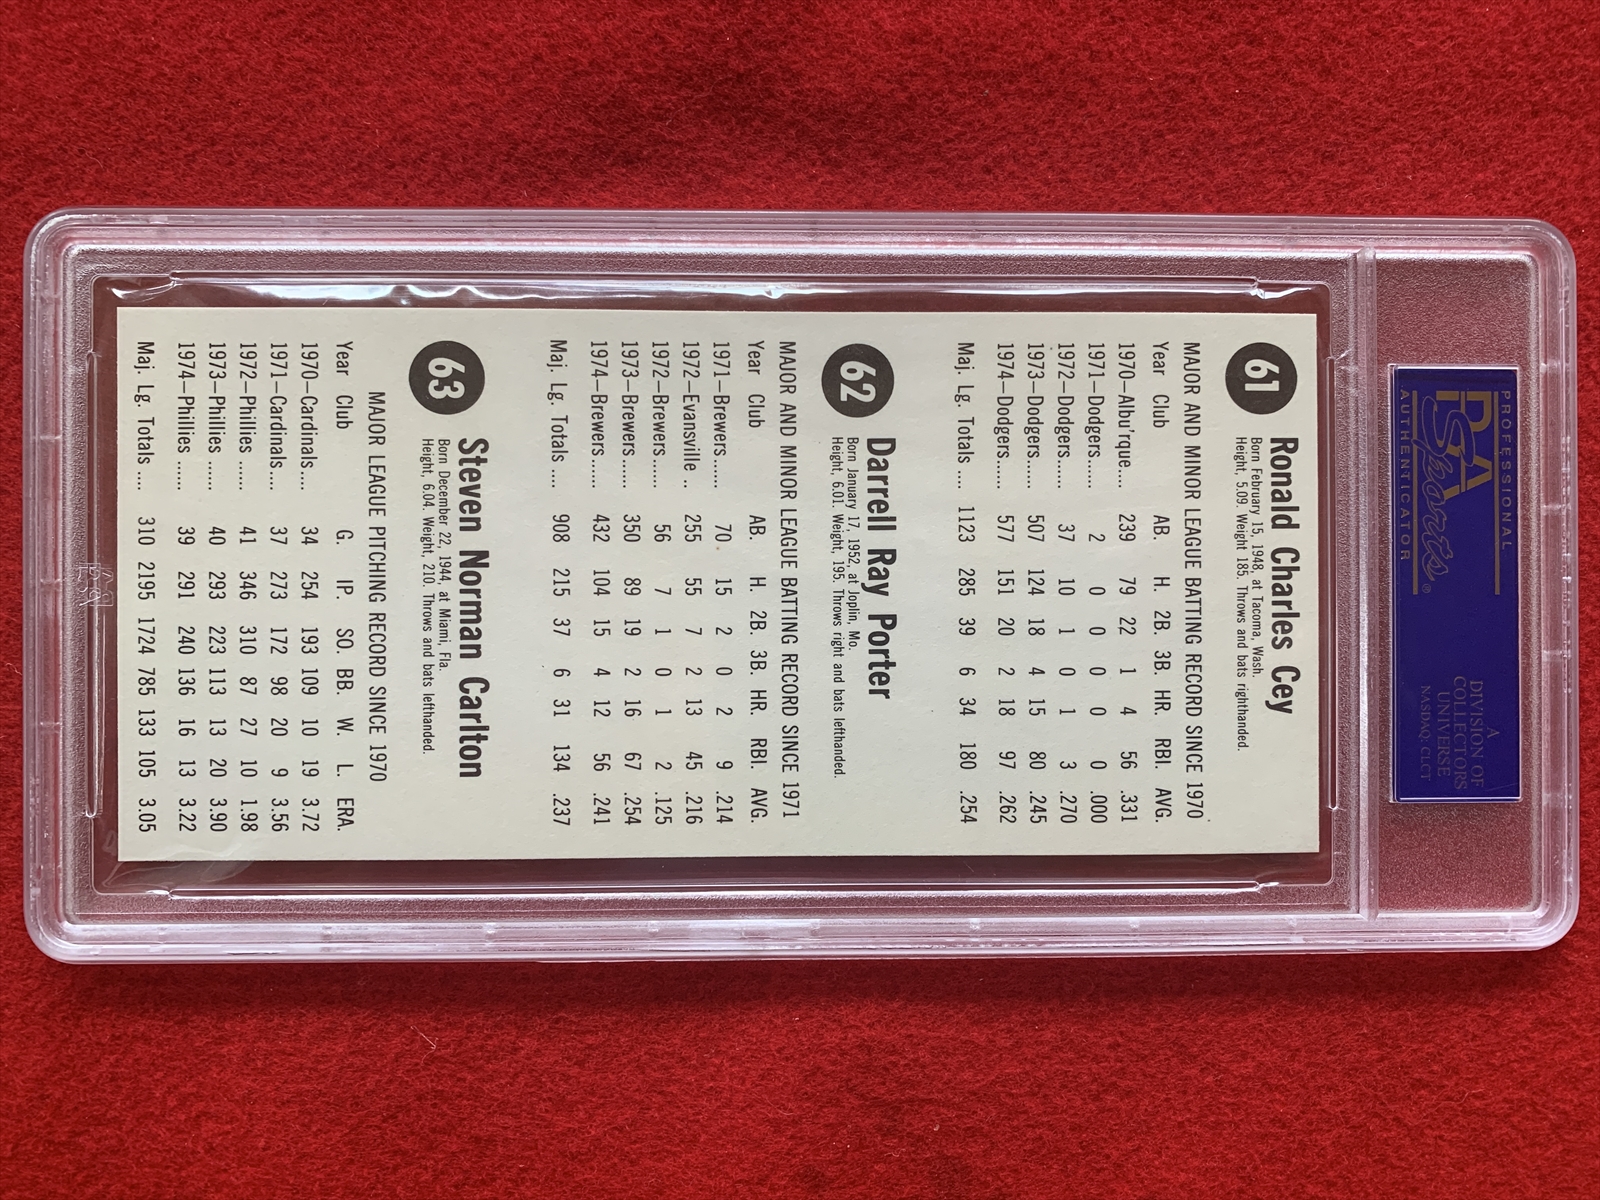 PROFESSIONAL
PSA
Sports®
AUTHENTICATOR
A
DIVISION OF
COLLECTORS
UNIVERSE
NASDAQ: CLCT
61 Ronald Charles Cey
Born February 15, 1948, at Tacoma, Wash.
Height, 5.09. Weight 185. Throws and bats righthanded.
MAJOR AND MINOR LEAGUE BATTING RECORD SINCE 1970
Year Club AB. H. 2B. 3B. HR. RBI. AVG.
1970—Albu'rque.... 239 79 22 1 4 56 .331
1971—Dodgers...... 2 0 0 0 0 0 .000
1972—Dodgers...... 37 10 1 0 1 3 .270
1973—Dodgers...... 507 124 18 4 15 80 .245
1974—Dodgers...... 577 151 20 2 18 97 .262
Maj. Lg. Totals .... 1123 285 39 6 34 180 .254
62 Darrell Ray Porter
Born January 17, 1952, at Joplin, Mo.
Height, 6.01. Weight, 195. Throws right and bats lefthanded.
MAJOR AND MINOR LEAGUE BATTING RECORD SINCE 1971
Year Club AB. H. 2B. 3B. HR. RBI. AVG.
1971—Brewers...... 70 15 2 0 2 9 .214
1972—Evansville .. 255 55 7 2 13 45 .216
1972—Brewers...... 56 7 1 0 1 2 .125
1973—Brewers...... 350 89 19 2 16 67 .254
1974—Brewers...... 432 104 15 4 12 56 .241
Maj. Lg. Totals .... 908 215 37 6 31 134 .237
63 Steven Norman Carlton
Born December 22, 1944, at Miami, Fla.
Height, 6.04. Weight, 210. Throws and bats lefthanded.
MAJOR LEAGUE PITCHING RECORD SINCE 1970
Year Club G. IP. SO. BB. W. L. ERA.
1970—Cardinals.... 34 254 193 109 10 19 3.72
1971—Cardinals.... 37 273 172 98 20 9 3.56
1972—Phillies ...... 41 346 310 87 27 10 1.98
1973—Phillies ...... 40 293 223 113 13 20 3.90
1974—Phillies ...... 39 291 240 136 16 13 3.22
Maj. Lg. Totals .... 310 2195 1724 785 133 105 3.05
PSA